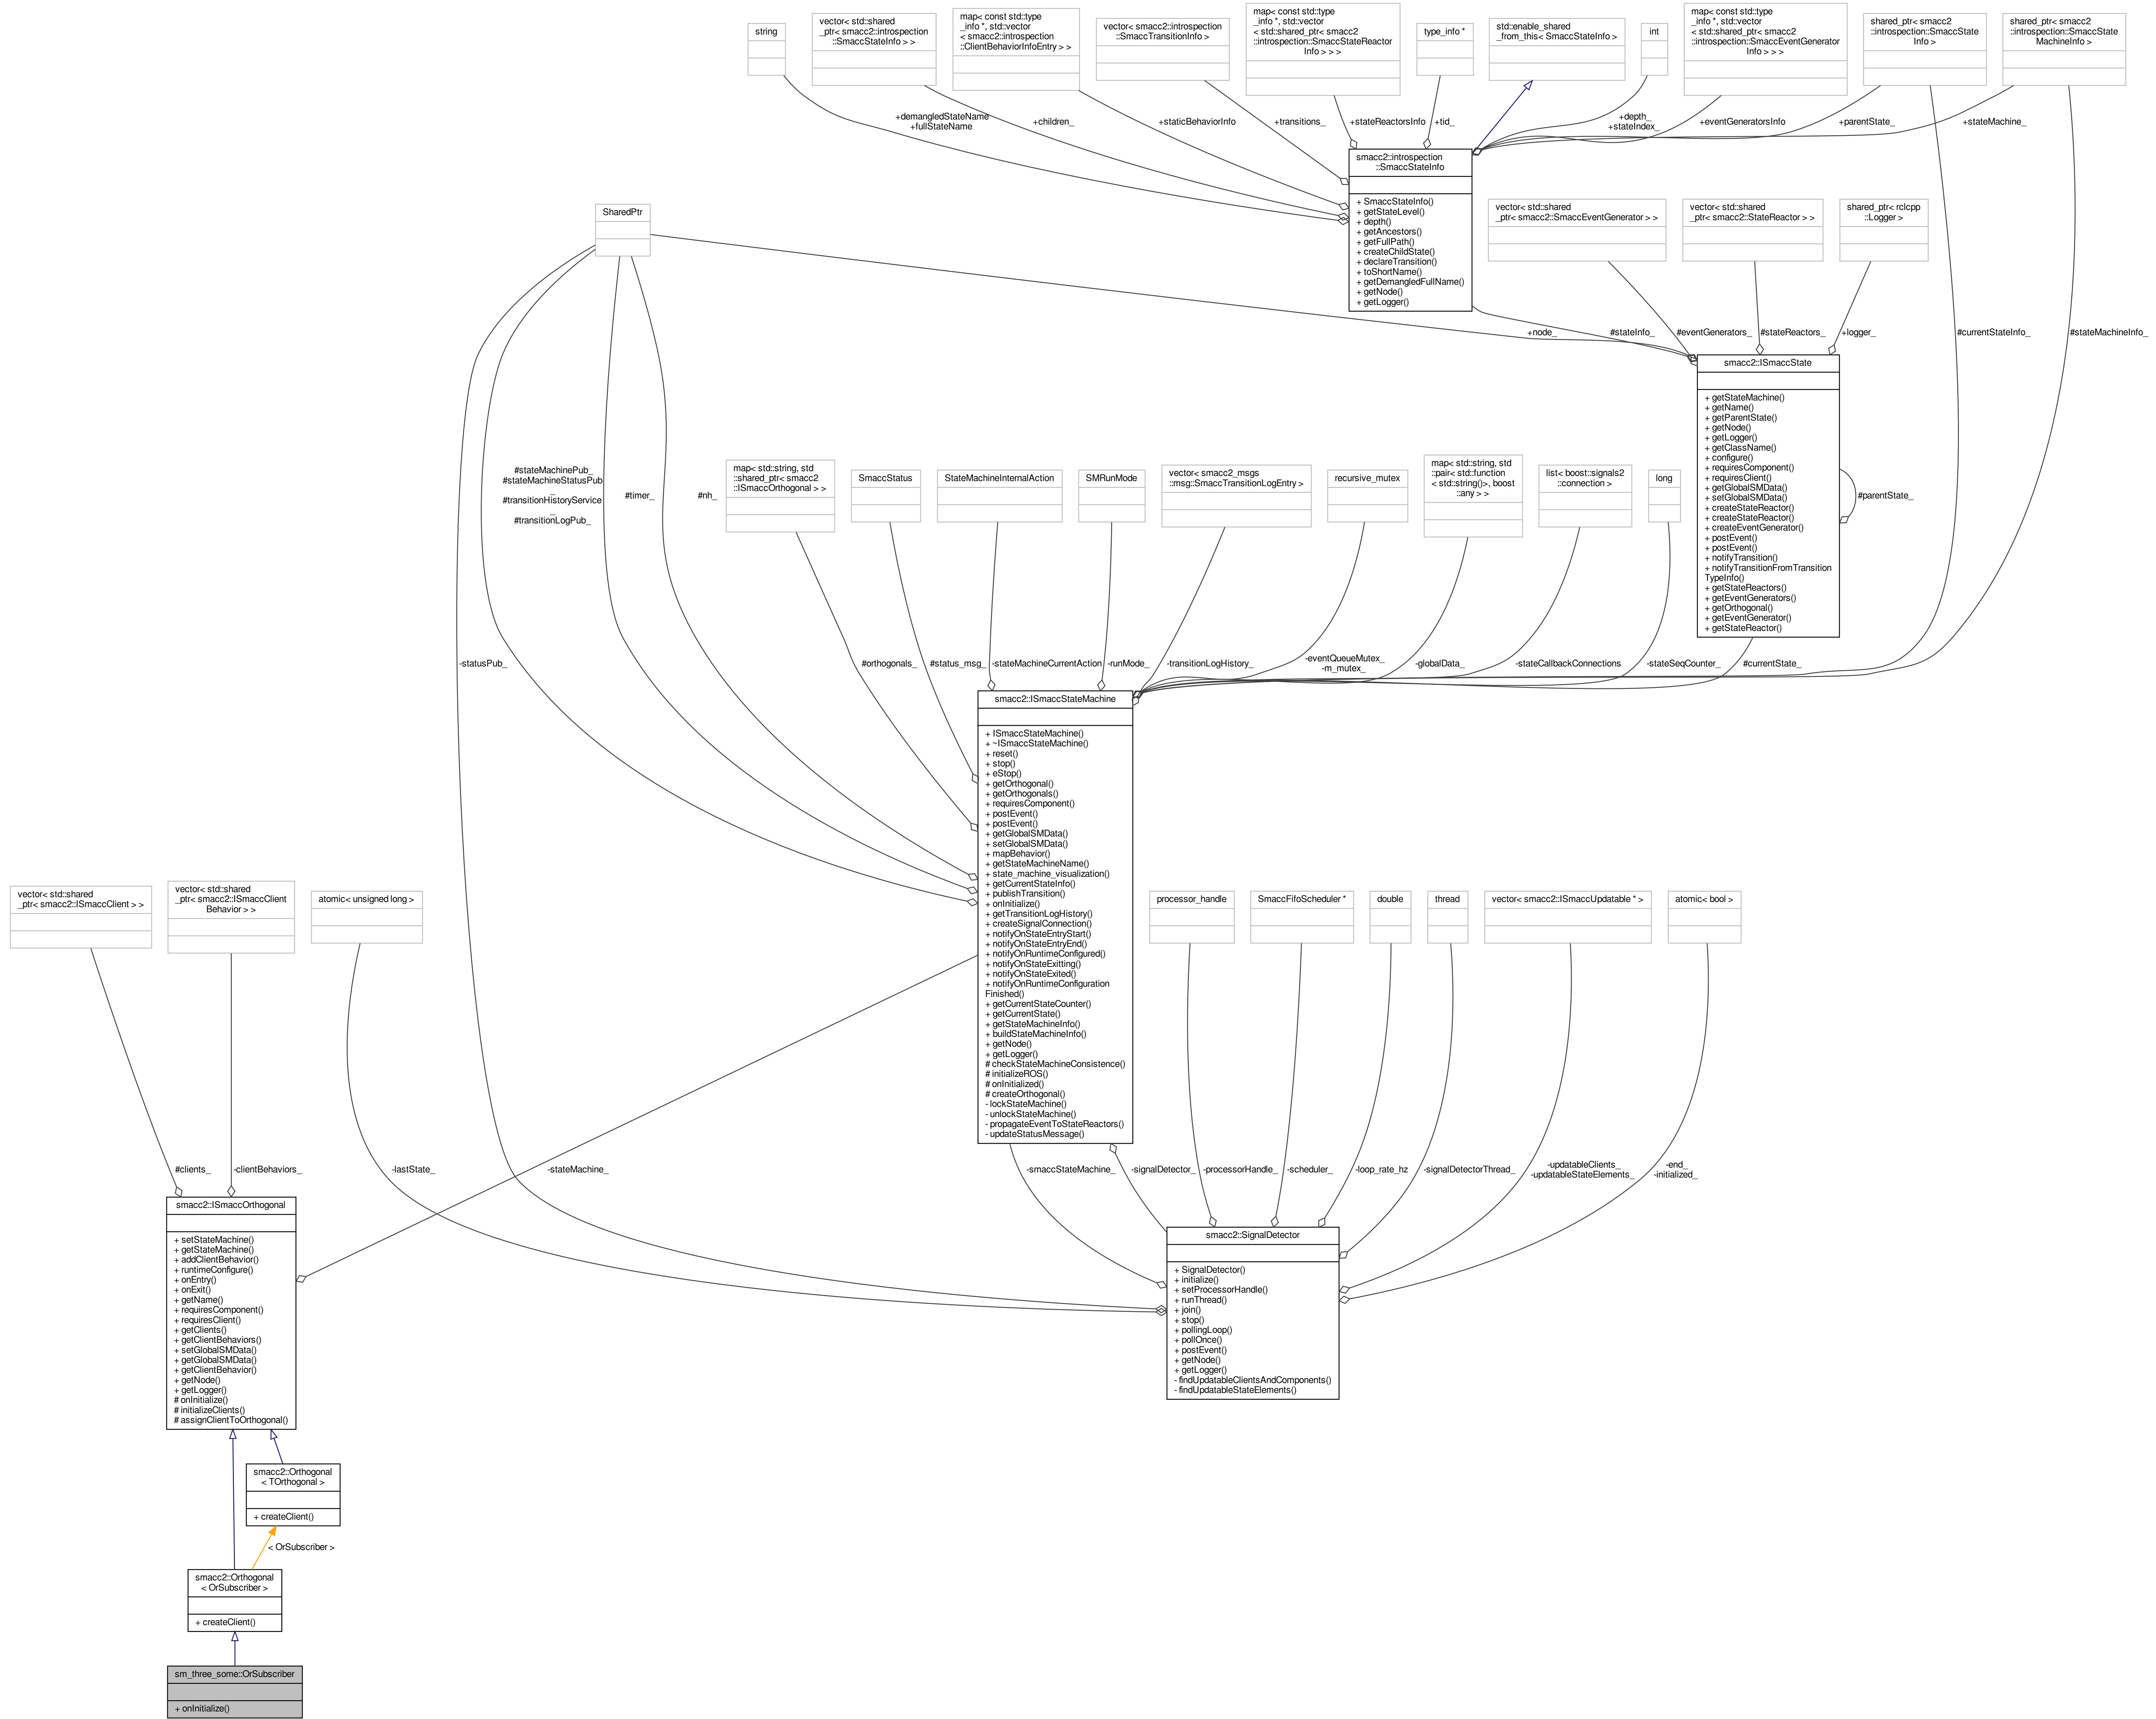 string
vector< std::shared
_ptr< smacc2::introspection
::SmaccStateInfo > >
map< const std::type
_info *, std::vector
< smacc2::introspection
::ClientBehaviorInfoEntry > >
vector< smacc2::introspection
::SmaccTransitionInfo >
map< const std::type
_info *, std::vector
< std::shared_ptr< smacc2
::introspection::SmaccStateReactor
Info > > >
type_info *
std::enable_shared
_from_this< SmaccStateInfo >
int
map< const std::type
_info *, std::vector
< std::shared_ptr< smacc2
::introspection::SmaccEventGenerator
Info > > >
shared_ptr< smacc2
::introspection::SmaccState
Info >
shared_ptr< smacc2
::introspection::SmaccState
MachineInfo >
+demangledStateName
+fullStateName
+children_
+staticBehaviorInfo
+transitions_
+stateReactorsInfo
+tid_
+depth_
+stateIndex_
+eventGeneratorsInfo
+parentState_
+stateMachine_
smacc2::introspection
::SmaccStateInfo
+ SmaccStateInfo()
+ getStateLevel()
+ depth()
+ getAncestors()
+ getFullPath()
+ createChildState()
+ declareTransition()
+ toShortName()
+ getDemangledFullName()
+ getNode()
+ getLogger()
SharedPtr
vector< std::shared
_ptr< smacc2::SmaccEventGenerator > >
vector< std::shared
_ptr< smacc2::StateReactor > >
shared_ptr< rclcpp
::Logger >
+node_
#stateInfo_
#eventGenerators_
#stateReactors_
+logger_
#currentStateInfo_
#stateMachineInfo_
smacc2::ISmaccState
+ getStateMachine()
+ getName()
+ getParentState()
+ getNode()
+ getLogger()
+ getClassName()
+ configure()
+ requiresComponent()
+ requiresClient()
+ getGlobalSMData()
+ setGlobalSMData()
+ createStateReactor()
+ createStateReactor()
+ createEventGenerator()
+ postEvent()
+ postEvent()
+ notifyTransition()
+ notifyTransitionFromTransition
TypeInfo()
+ getStateReactors()
+ getEventGenerators()
+ getOrthogonal()
+ getEventGenerator()
+ getStateReactor()
#parentState_
#stateMachinePub_
#stateMachineStatusPub
_
#transitionHistoryService
_
#transitionLogPub_
#timer_
#nh_
map< std::string, std
::shared_ptr< smacc2
::ISmaccOrthogonal > >
SmaccStatus
StateMachineInternalAction
SMRunMode
vector< smacc2_msgs
::msg::SmaccTransitionLogEntry >
recursive_mutex
map< std::string, std
::pair< std::function
< std::string()>, boost
::any > >
list< boost::signals2
::connection >
long
-statusPub_
#orthogonals_
#status_msg_
-stateMachineCurrentAction
-runMode_
-transitionLogHistory_
-eventQueueMutex_
-m_mutex_
-globalData_
-stateCallbackConnections
-stateSeqCounter_
#currentState_
smacc2::ISmaccStateMachine
+ ISmaccStateMachine()
+ ~ISmaccStateMachine()
+ reset()
+ stop()
+ eStop()
+ getOrthogonal()
+ getOrthogonals()
+ requiresComponent()
+ postEvent()
+ postEvent()
+ getGlobalSMData()
+ setGlobalSMData()
+ mapBehavior()
+ getStateMachineName()
+ state_machine_visualization()
+ getCurrentStateInfo()
+ publishTransition()
+ onInitialize()
+ getTransitionLogHistory()
+ createSignalConnection()
+ notifyOnStateEntryStart()
+ notifyOnStateEntryEnd()
+ notifyOnRuntimeConfigured()
+ notifyOnStateExitting()
+ notifyOnStateExited()
+ notifyOnRuntimeConfiguration
Finished()
+ getCurrentStateCounter()
+ getCurrentState()
+ getStateMachineInfo()
+ buildStateMachineInfo()
+ getNode()
+ getLogger()
# checkStateMachineConsistence()
# initializeROS()
# onInitialized()
# createOrthogonal()
- lockStateMachine()
- unlockStateMachine()
- propagateEventToStateReactors()
- updateStatusMessage()
vector< std::shared
_ptr< smacc2::ISmaccClient > >
vector< std::shared
_ptr< smacc2::ISmaccClient
Behavior > >
atomic< unsigned long >
processor_handle
SmaccFifoScheduler *
double
thread
vector< smacc2::ISmaccUpdatable * >
atomic< bool >
#clients_
-clientBehaviors_
-lastState_
-stateMachine_
-smaccStateMachine_
-signalDetector_
-processorHandle_
-scheduler_
-loop_rate_hz
-signalDetectorThread_
-updatableClients_
-updatableStateElements_
-end_
-initialized_
smacc2::ISmaccOrthogonal
+ setStateMachine()
+ getStateMachine()
+ addClientBehavior()
+ runtimeConfigure()
+ onEntry()
+ onExit()
+ getName()
+ requiresComponent()
+ requiresClient()
+ getClients()
+ getClientBehaviors()
+ setGlobalSMData()
+ getGlobalSMData()
+ getClientBehavior()
+ getNode()
+ getLogger()
# onInitialize()
# initializeClients()
# assignClientToOrthogonal()
smacc2::SignalDetector
+ SignalDetector()
+ initialize()
+ setProcessorHandle()
+ runThread()
+ join()
+ stop()
+ pollingLoop()
+ pollOnce()
+ postEvent()
+ getNode()
+ getLogger()
- findUpdatableClientsAndComponents()
- findUpdatableStateElements()
smacc2::Orthogonal
< TOrthogonal >
+ createClient()
< OrSubscriber >
smacc2::Orthogonal
< OrSubscriber >
+ createClient()
sm_three_some::OrSubscriber
+ onInitialize()